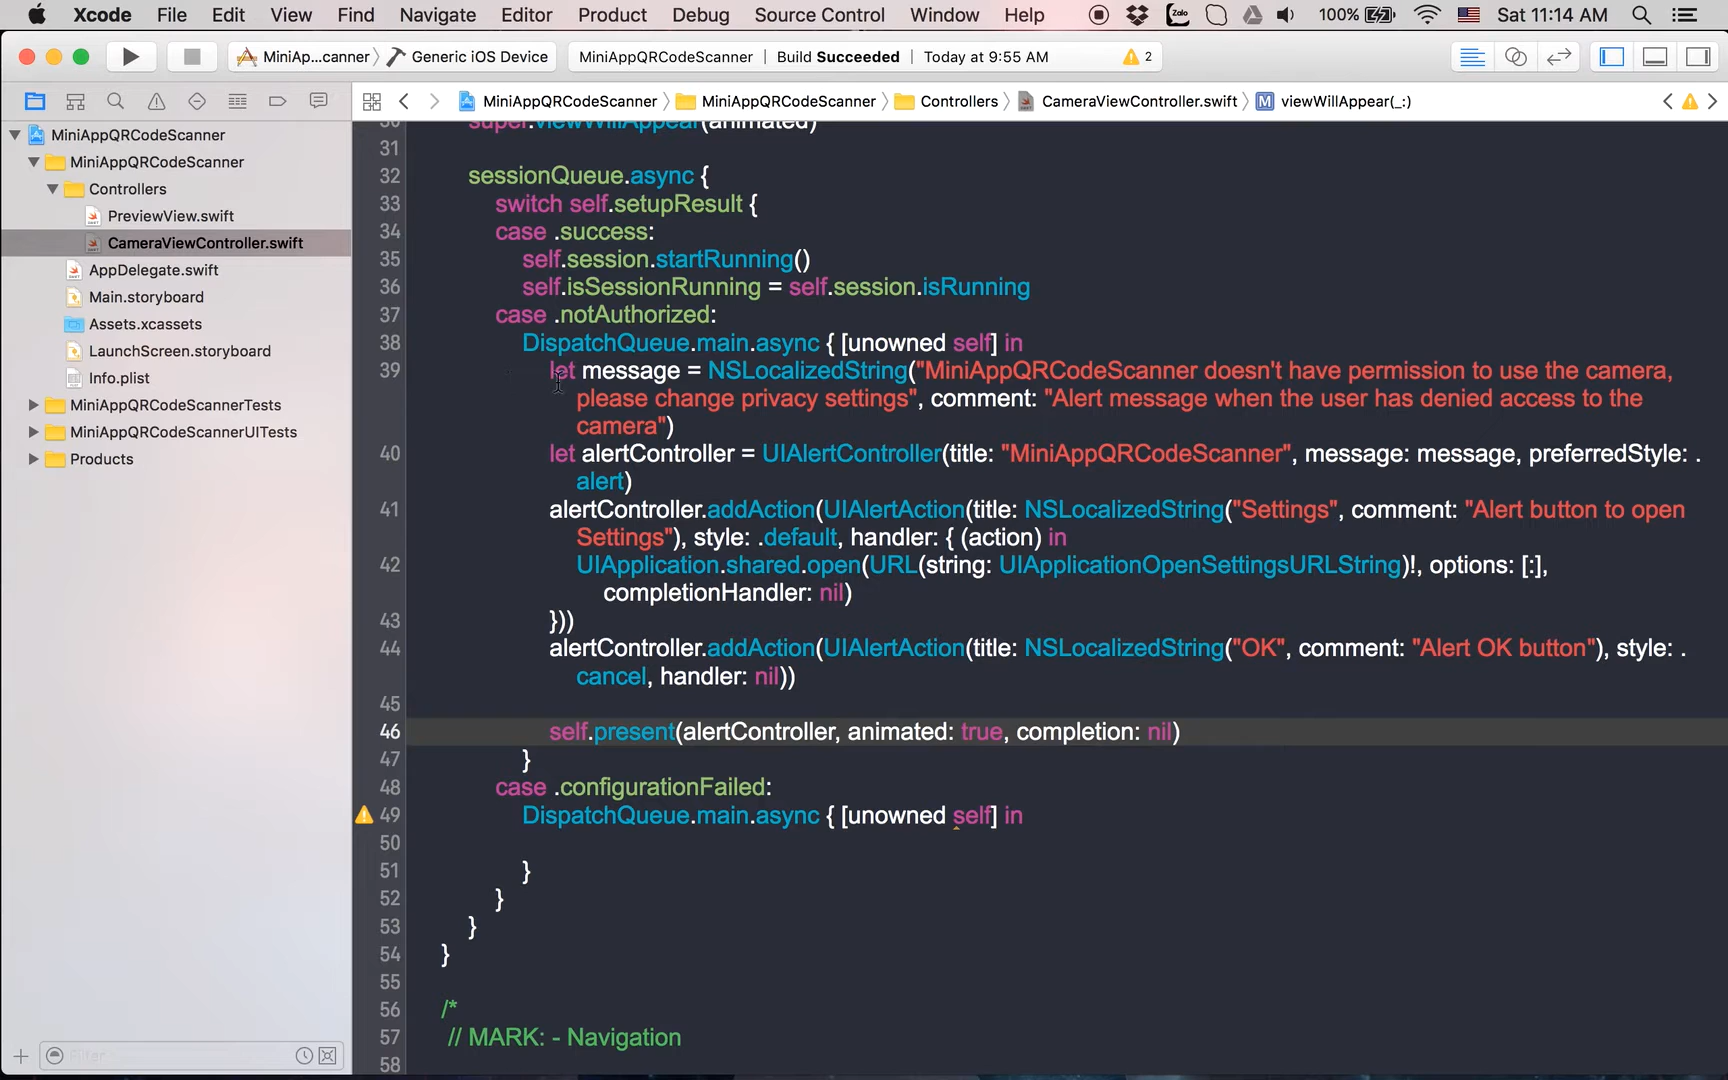 Xcode File Edit View Find Navigate Editor Product Debug Source Control Window Help Zalo 100% Sat 11:14 AM
MiniAp...canner Generic iOS Device MiniAppQRCodeScanner Build Succeeded Today at 9:55 AM 2
MiniAppQRCodeScanner MiniAppQRCodeScanner Controllers CameraViewController.swift M viewWillAppear(_:)
MiniAppQRCodeScanner
MiniAppQRCodeScanner
Controllers
PreviewView.swift
CameraViewController.swift
AppDelegate.swift
Main.storyboard
Assets.xcassets
LaunchScreen.storyboard
Info.plist
MiniAppQRCodeScannerTests
MiniAppQRCodeScannerUITests
Products
Filter
30 super.viewWillAppear(animated)
31
32 sessionQueue.async {
33 switch self.setupResult {
34 case .success:
35 self.session.startRunning()
36 self.isSessionRunning = self.session.isRunning
37 case .notAuthorized:
38 DispatchQueue.main.async { [unowned self] in
39 let message = NSLocalizedString("MiniAppQRCodeScanner doesn't have permission to use the camera,
please change privacy settings", comment: "Alert message when the user has denied access to the
camera")
40 let alertController = UIAlertController(title: "MiniAppQRCodeScanner", message: message, preferredStyle: .
alert)
41 alertController.addAction(UIAlertAction(title: NSLocalizedString("Settings", comment: "Alert button to open
Settings"), style: .default, handler: { (action) in
42 UIApplication.shared.open(URL(string: UIApplicationOpenSettingsURLString)!, options: [:],
completionHandler: nil)
43 }))
44 alertController.addAction(UIAlertAction(title: NSLocalizedString("OK", comment: "Alert OK button"), style: .
cancel, handler: nil))
45
46 self.present(alertController, animated: true, completion: nil)
47 }
48 case .configurationFailed:
49 DispatchQueue.main.async { [unowned self] in
50
51 }
52 }
53 }
54 }
55
56 /*
57 // MARK: - Navigation
58